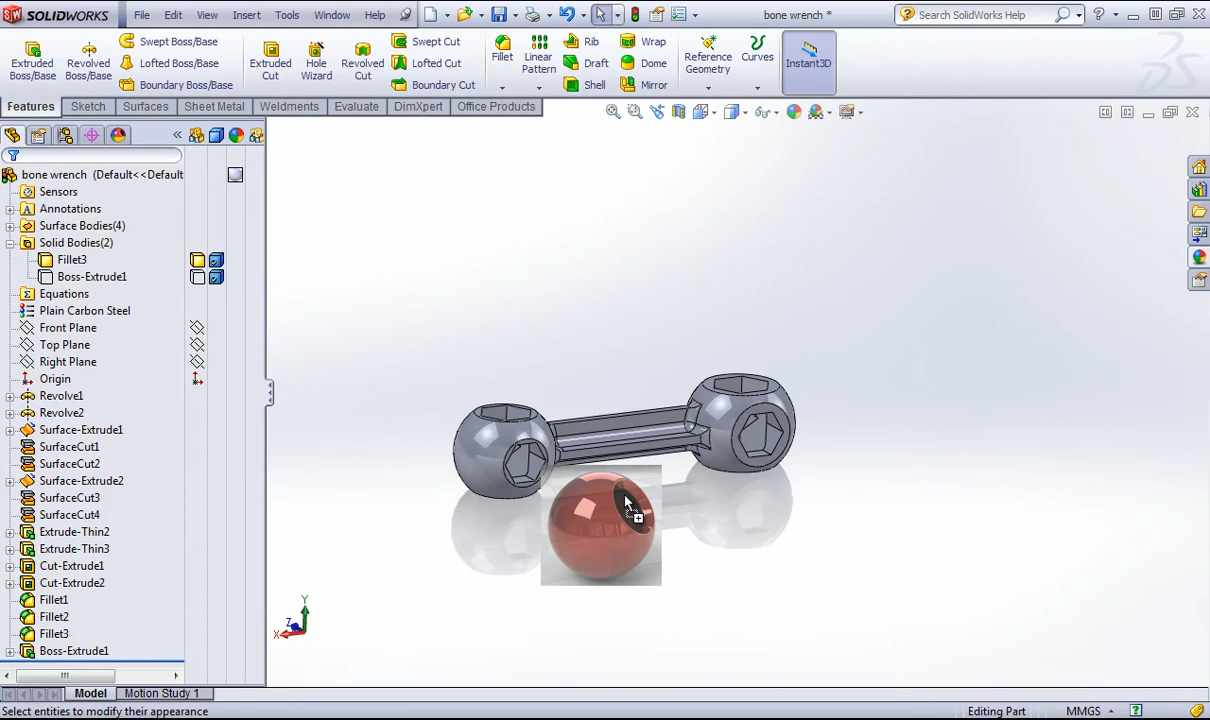 SOLIDWORKS File Edit View Insert Tools Window Help bone wrench * Search SolidWorks Help
Extruded Boss/Base
Revolved Boss/Base
Swept Boss/Base
Lofted Boss/Base
Boundary Boss/Base
Extruded Cut
Hole Wizard
Revolved Cut
Swept Cut
Lofted Cut
Boundary Cut
Fillet
Linear Pattern
Rib
Draft
Shell
Wrap
Dome
Mirror
Reference Geometry
Curves
Instant3D
Features Sketch Surfaces Sheet Metal Weldments Evaluate DimXpert Office Products
bone wrench (Default<<Default
Sensors
Annotations
Surface Bodies(4)
Solid Bodies(2)
Fillet3
Boss-Extrude1
Equations
Plain Carbon Steel
Front Plane
Top Plane
Right Plane
Origin
Revolve1
Revolve2
Surface-Extrude1
SurfaceCut1
SurfaceCut2
Surface-Extrude2
SurfaceCut3
SurfaceCut4
Extrude-Thin2
Extrude-Thin3
Cut-Extrude1
Cut-Extrude2
Fillet1
Fillet2
Fillet3
Boss-Extrude1
Y
Z
X
Model Motion Study 1
Select entities to modify their appearance Editing Part MMGS